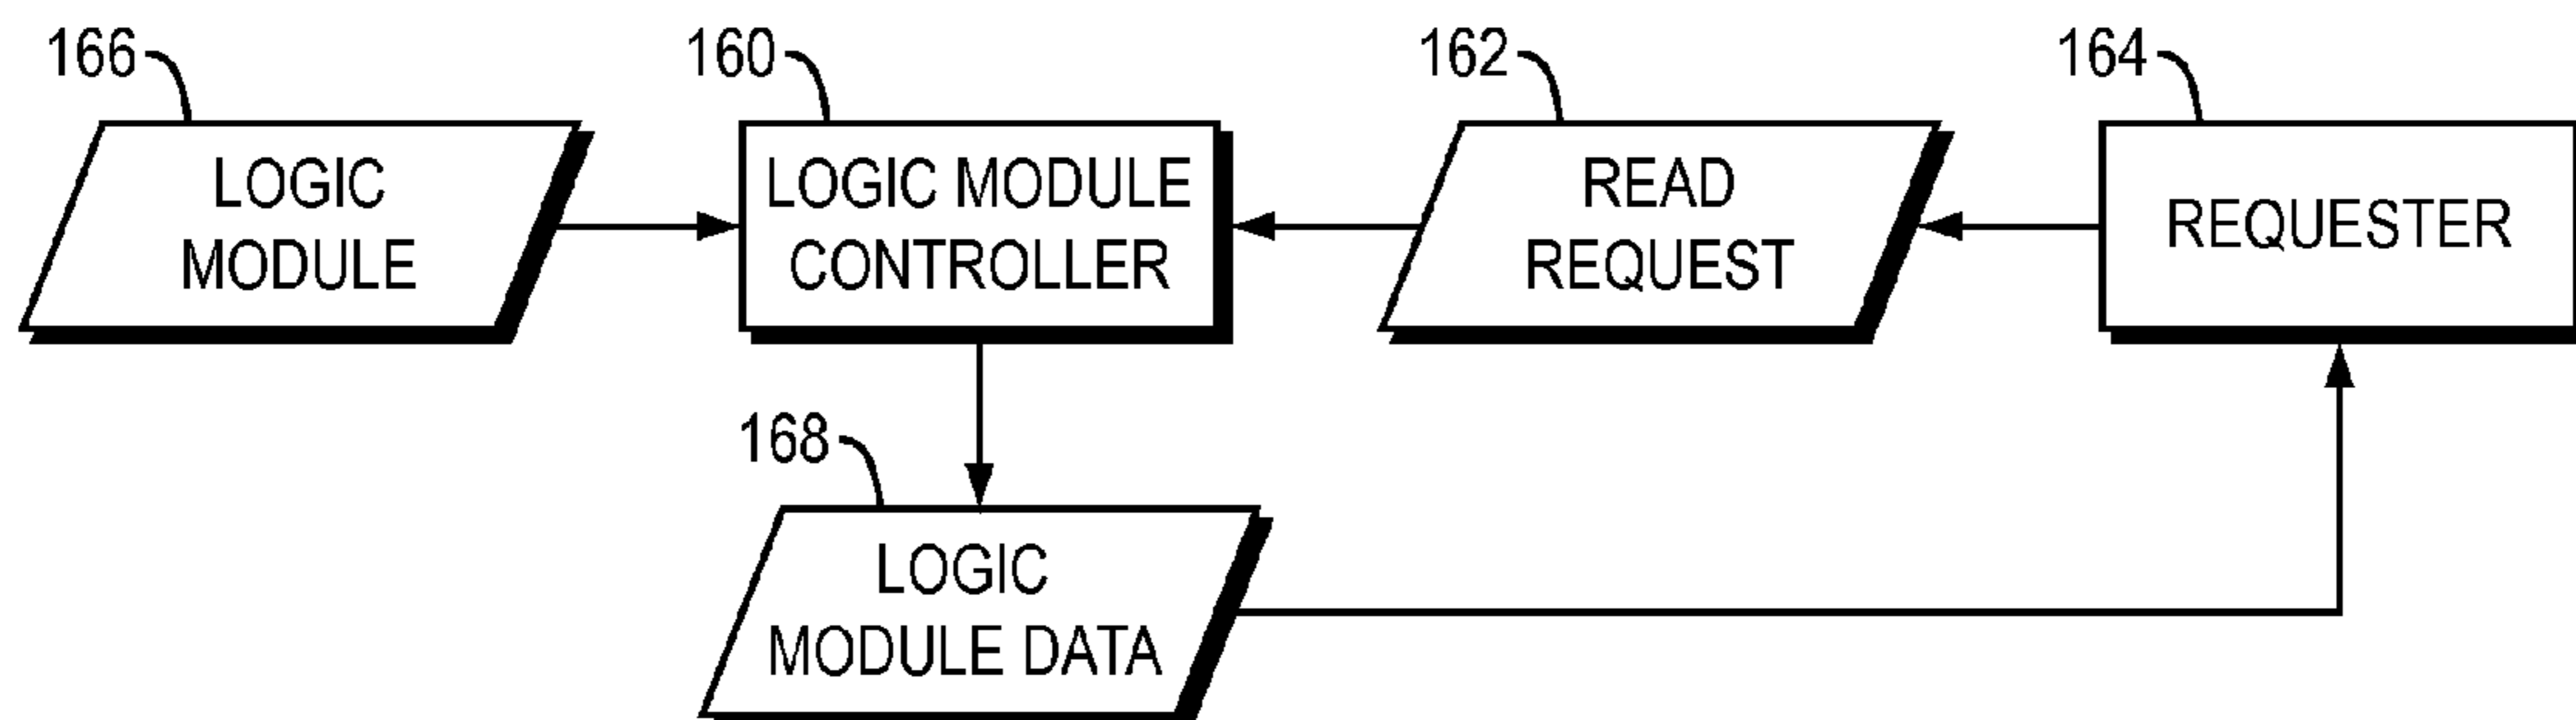 166
160
162
164
LOGIC
MODULE
LOGIC MODULE
CONTROLLER
READ
REQUEST
REQUESTER
168
LOGIC
MODULE DATA